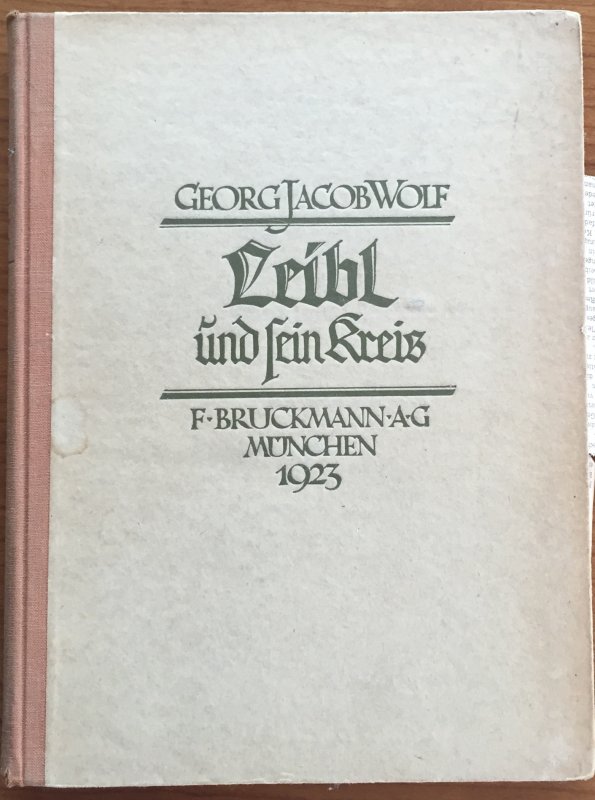 GEORG JACOB WOLF
Leibl
und sein Kreis
F·BRUCKMANN·A·G
MÜNCHEN
1923